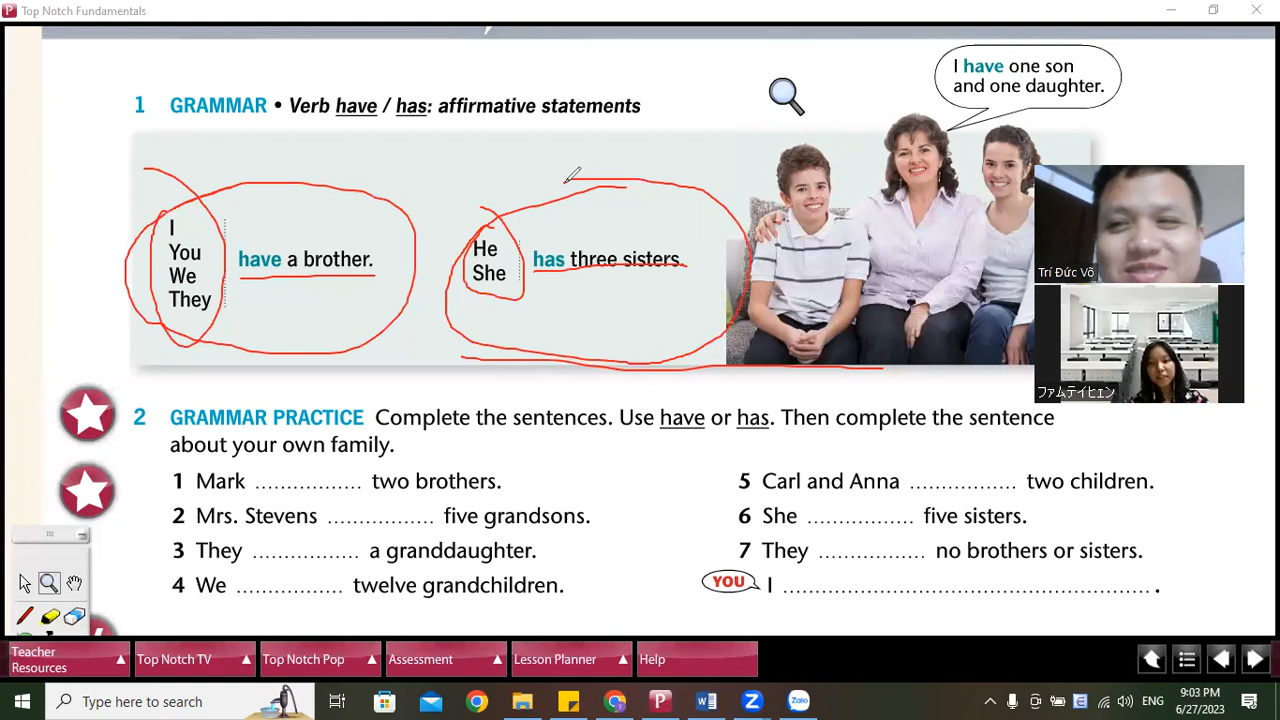 Top Notch Fundamentals
I have one son
and one daughter.
1 GRAMMAR • Verb have / has: affirmative statements
I
You
We
They
have a brother.
He
She
has three sisters.
Trí Đức Võ
ファムテイヒェン
2 GRAMMAR PRACTICE Complete the sentences. Use have or has. Then complete the sentence
about your own family.
1 Mark ................. two brothers.
2 Mrs. Stevens ................. five grandsons.
3 They ................. a granddaughter.
4 We ................. twelve grandchildren.
5 Carl and Anna ................. two children.
6 She ................. five sisters.
7 They ................. no brothers or sisters.
YOU I .......................................................... .
Teacher
Resources
Top Notch TV
Top Notch Pop
Assessment
Lesson Planner
Help
Type here to search
ENG
9:03 PM
6/27/2023